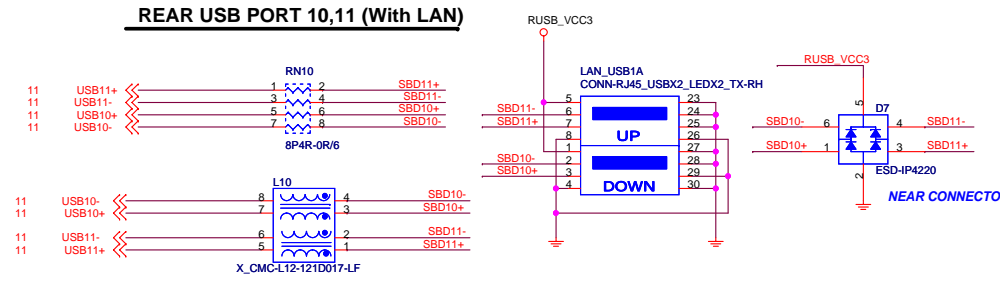 REAR USB PORT 10,11 (With LAN)
RUSB_VCC3
RN10
11 USB11+ 1 2 SBD11+
11 USB11- 3 4 SBD11-
11 USB10+ 5 6 SBD10+
11 USB10- 7 8 SBD10-
8P4R-0R/6
L10
11 USB10- 8 4 SBD10-
11 USB10+ 7 3 SBD10+
11 USB11- 6 2 SBD11-
11 USB11+ 5 1 SBD11+
X_CMC-L12-121D017-LF
LAN_USB1A
CONN-RJ45_USBX2_LEDX2_TX-RH
5 23
SBD11- 6 24
SBD11+ 7 25
8 UP 26
1 27
SBD10- 2 28
SBD10+ 3 29
4 DOWN 30
RUSB_VCC3
5 D7
SBD10- 6 4 SBD11-
SBD10+ 1 3 SBD11+
2 ESD-IP4220
NEAR CONNECTO